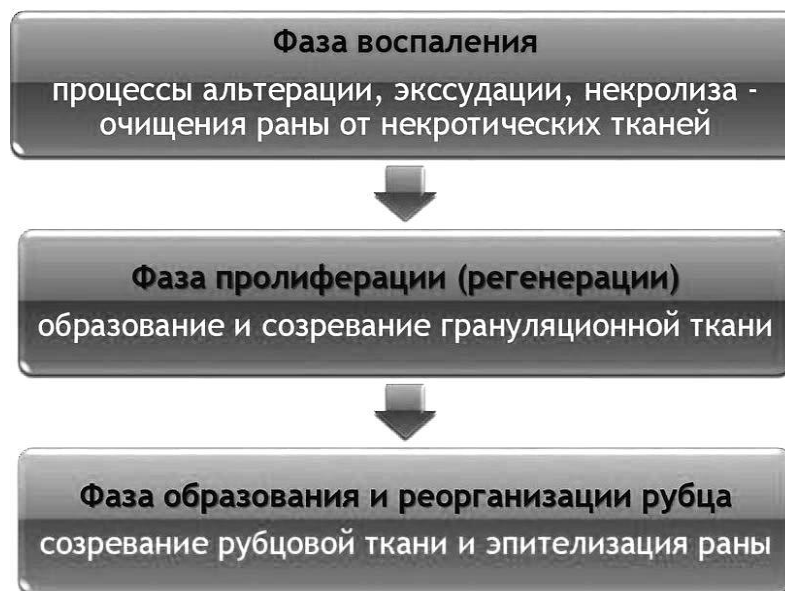 Фаза воспаления
процессы альтерации, экссудации, некролиза -
очищения раны от некротических тканей
Фаза пролиферации (регенерации)
образование и созревание грануляционной ткани
Фаза образования и реорганизации рубца
созревание рубцовой ткани и эпителизация раны